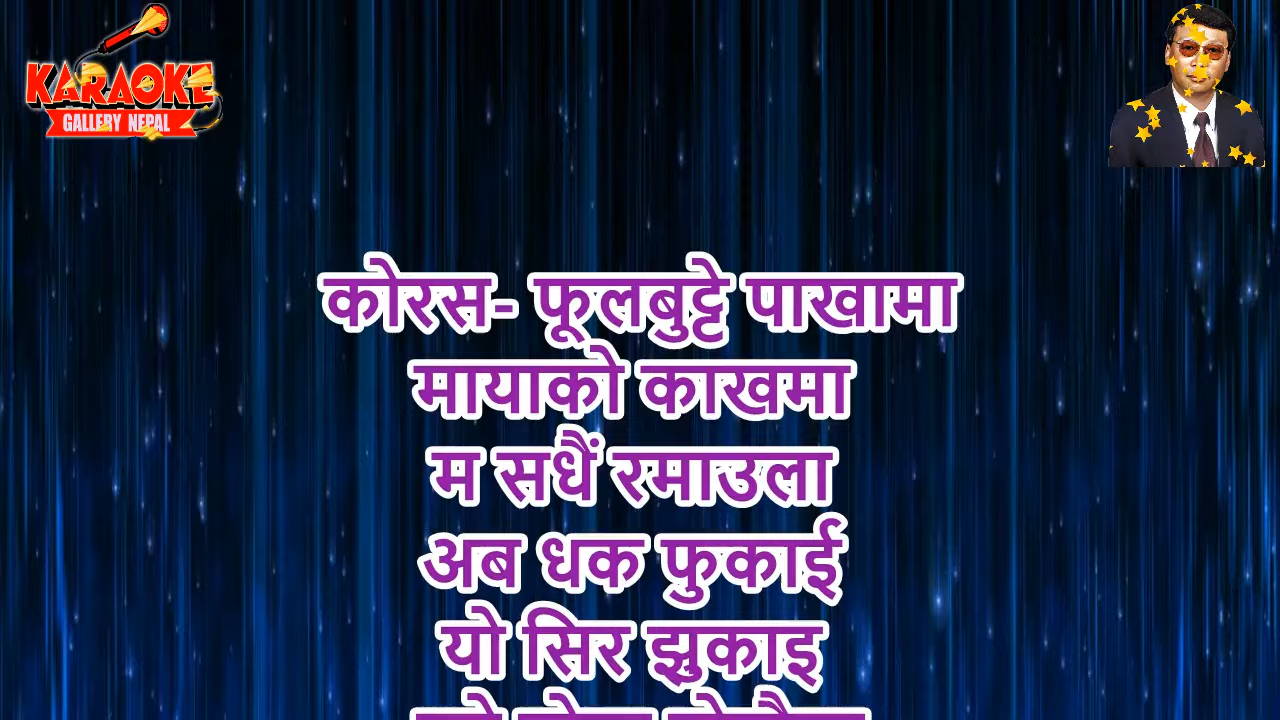 KARAOKE
GALLERY NEPAL
कोरस- फूलबुट्टे पाखामा
मायाको काखमा
म सधैं रमाउला
अब धक फुकाई
यो सिर झुकाइ